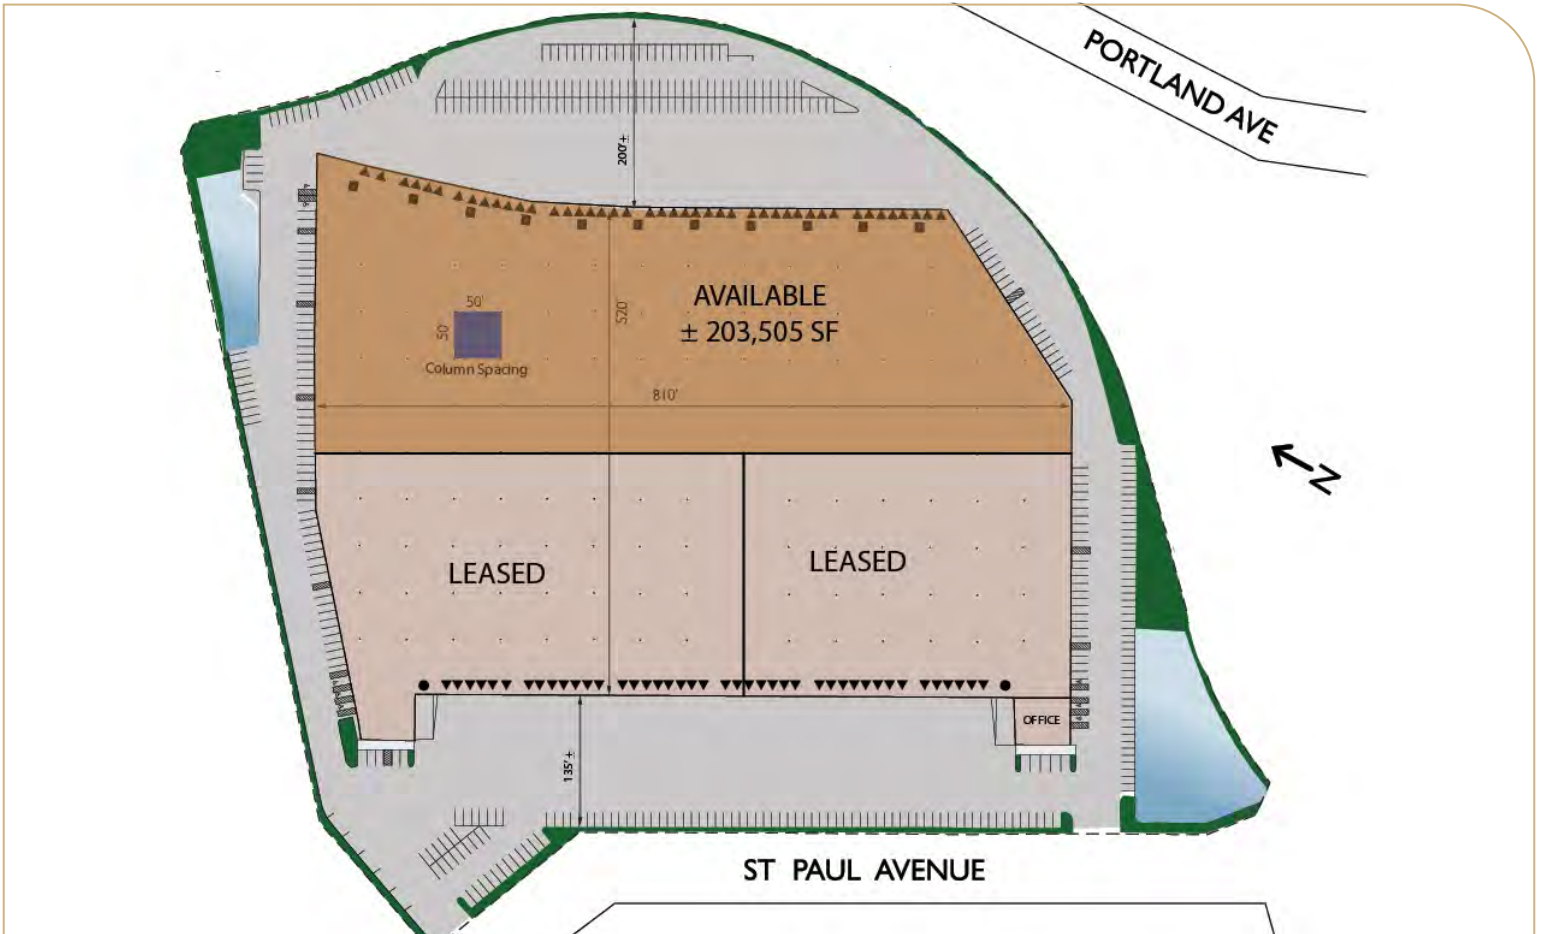 PORTLAND AVE
200'±
AVAILABLE
± 203,505 SF
50'
50'
Column Spacing
520'
810'
N
LEASED
LEASED
OFFICE
135'±
ST PAUL AVENUE